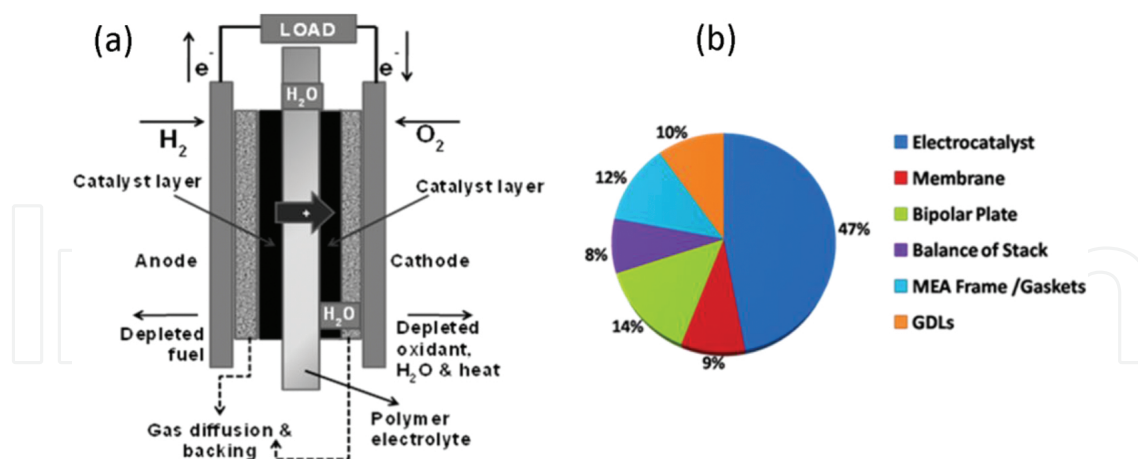 (a)
LOAD
e-
e-
H2O
H2
O2
Catalyst layer
Catalyst layer
+
Anode
Cathode
H2O
Depleted
fuel
Depleted
oxidant,
H2O & heat
Gas diffusion &
backing
Polymer
electrolyte
(b)
10%
12%
8%
14%
9%
47%
Electrocatalyst
Membrane
Bipolar Plate
Balance of Stack
MEA Frame /Gaskets
GDLs